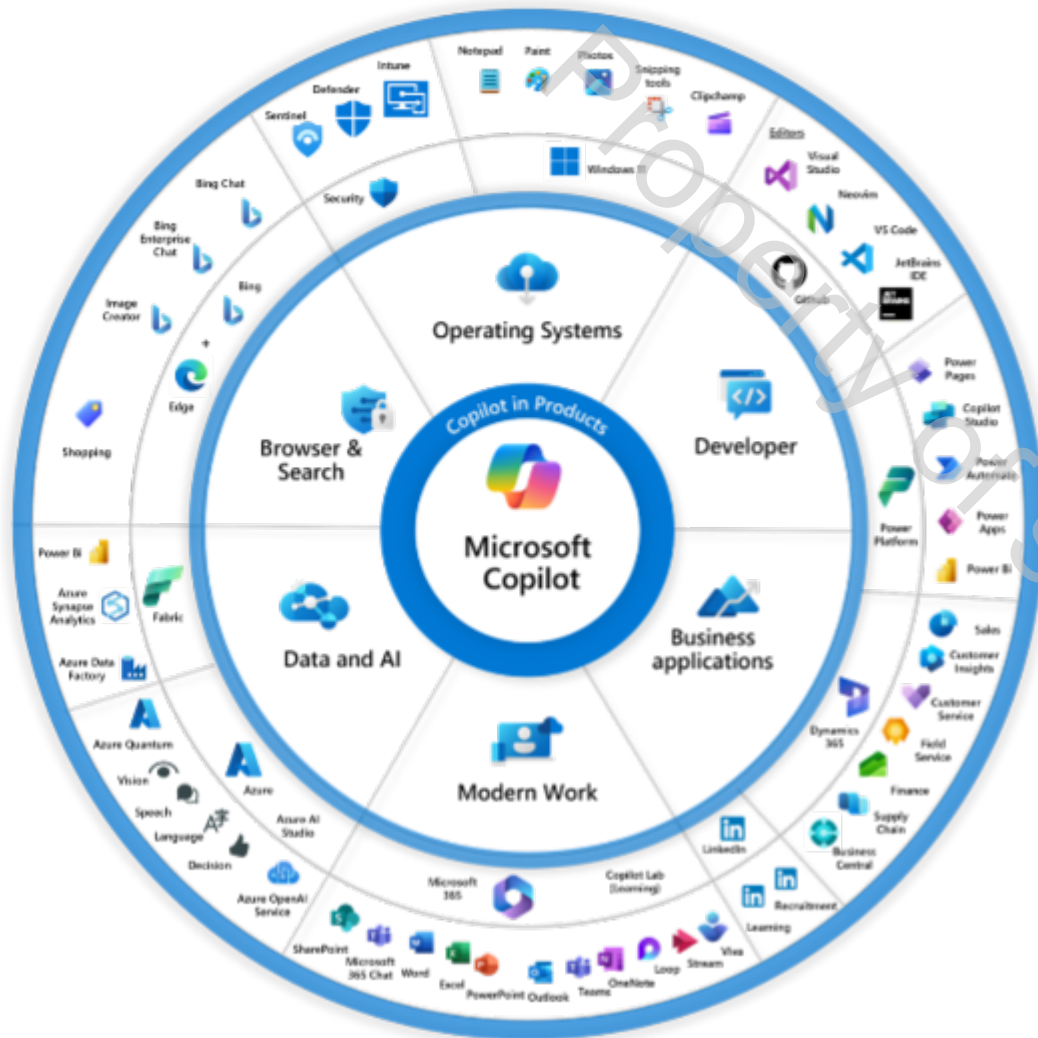 Copilot in Products
Microsoft
Copilot
Operating Systems
Developer
Business
applications
Modern Work
Data and AI
Browser &
Search
Windows 11
Notepad
Paint
Photos
Snipping
tools
Clipchamp
Editors
Visual
Studio
Neovim
VS Code
JetBrains
IDE
JET
BRAINS
Github
Power
Platform
Power
Pages
Copilot
Studio
Power
Automate
Power
Apps
Power Bi
Dynamics
365
Sales
Customer
Insights
Customer
Service
Field
Service
Finance
Supply
Chain
Business
Central
LinkedIn
Recruitment
Learning
Copilot Lab
(Learning)
Microsoft
365
Viva
Stream
Loop
OneNote
Teams
Outlook
PowerPoint
Excel
Word
Microsoft
365 Chat
SharePoint
Azure AI
Studio
Azure
Azure OpenAI
Service
Decision
Language
Speech
Vision
Azure Quantum
Fabric
Azure Data
Factory
Azure
Synapse
Analytics
Power Bi
Edge
+
Bing
Shopping
Image
Creator
Bing
Enterprise
Chat
Bing Chat
Security
Sentinel
Defender
Intune
Property of